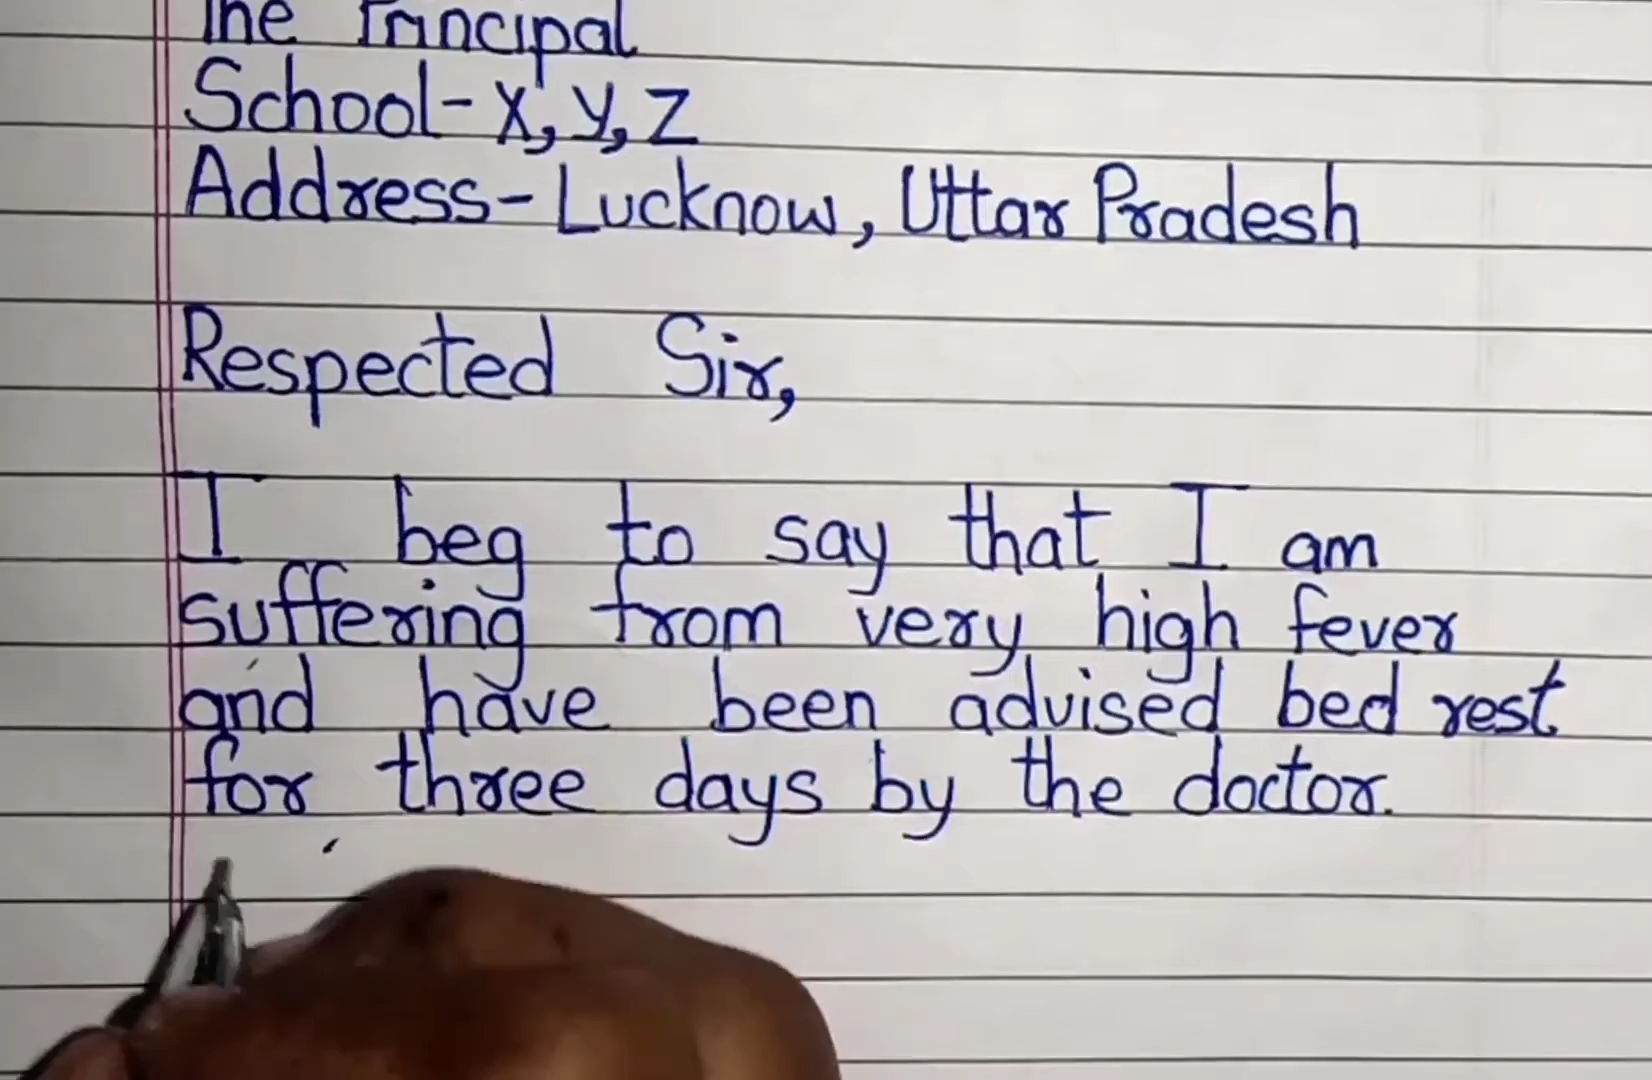 The Principal
School-X, Y, Z
Address-Lucknow, Uttar Pradesh
Respected Sir,
I beg to say that I am
suffering from very high fever
and have been advised bed rest
for three days by the doctor.